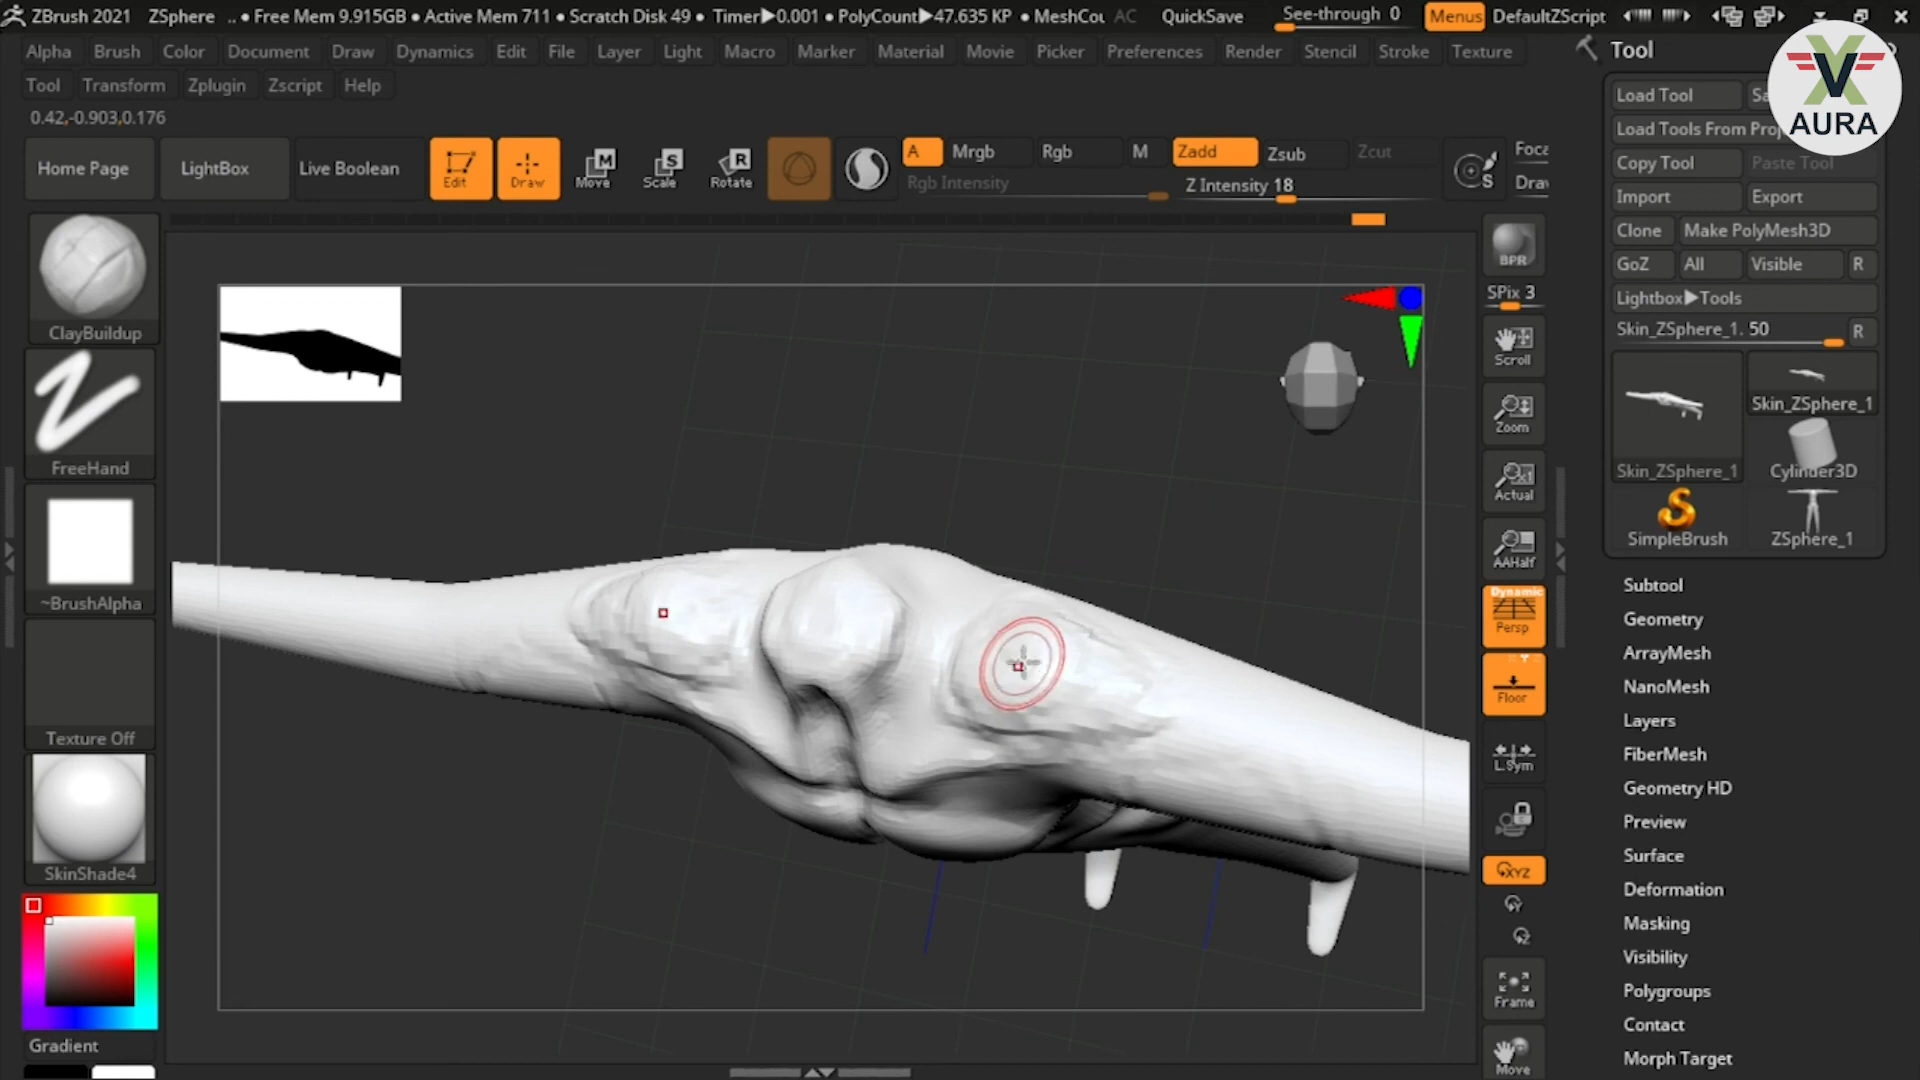 ZBrush 2021 ZSphere .. ● Free Mem 9.915GB ● Active Mem 711 ● Scratch Disk 49 ● Timer▶0.001 ● PolyCount▶47.635 KP ● MeshCou AC QuickSave See-through 0 Menus DefaultZScript
Alpha Brush Color Document Draw Dynamics Edit File Layer Light Macro Marker Material Movie Picker Preferences Render Stencil Stroke Texture
Tool Transform Zplugin Zscript Help
0.42,-0.903,0.176
Home Page LightBox Live Boolean Edit Draw Move Scale Rotate A Mrgb Rgb M Zadd Zsub Zcut Foca
Rgb Intensity Z Intensity 18 Drav
ClayBuildup
FreeHand
~BrushAlpha
Texture Off
SkinShade4
Gradient
BPR
SPix 3
Scroll
Zoom
Actual
AAHalf
Dynamic
Persp
Floor
L.Sym
XYZ
Frame
Move
Tool
Load Tool Sa
Load Tools From Proj
Copy Tool Paste Tool
Import Export
Clone Make PolyMesh3D
GoZ All Visible R
Lightbox▶Tools
Skin_ZSphere_1. 50 R
Skin_ZSphere_1
Skin_ZSphere_1 Cylinder3D
SimpleBrush ZSphere_1
Subtool
Geometry
ArrayMesh
NanoMesh
Layers
FiberMesh
Geometry HD
Preview
Surface
Deformation
Masking
Visibility
Polygroups
Contact
Morph Target
AURA